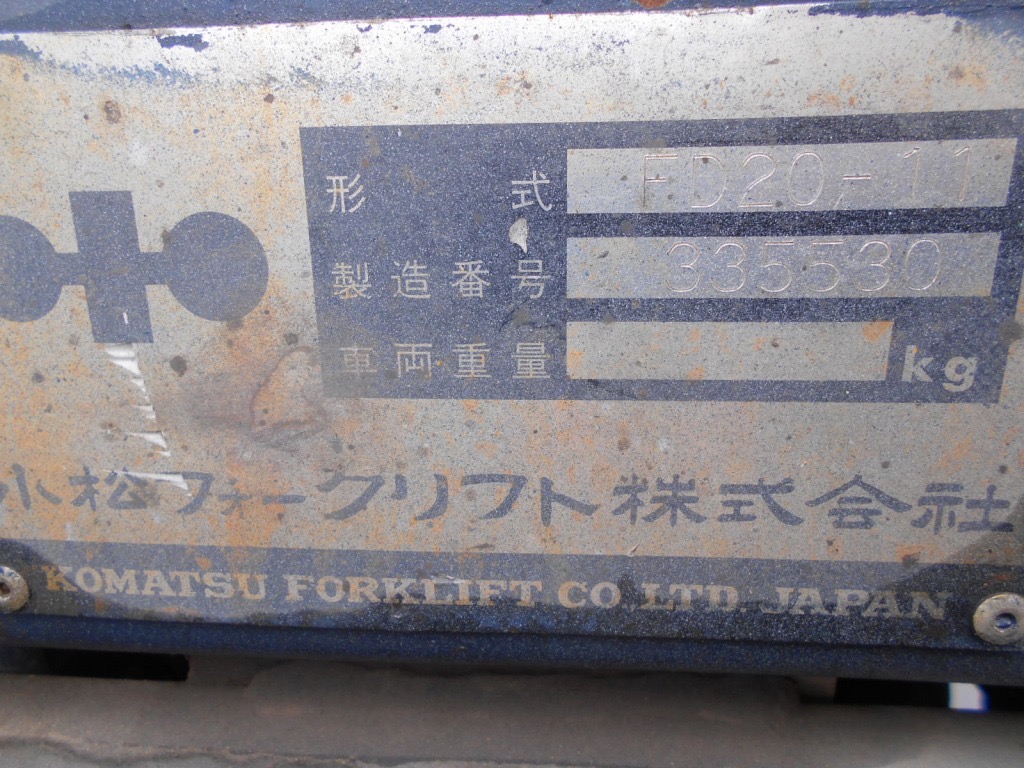 形式 FD20-11
製造番号 335530
車両重量 kg
小松フォークリフト株式会社
KOMATSU FORKLIFT CO.LTD. JAPAN